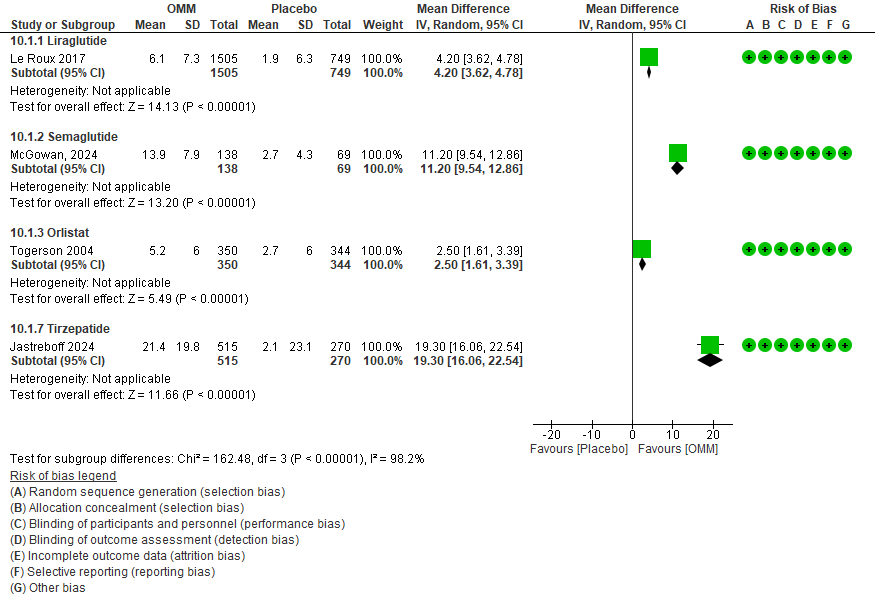 OMM Placebo Mean Difference Mean Difference Risk of Bias
Study or Subgroup Mean SD Total Mean SD Total Weight IV, Random, 95% CI IV, Random, 95% CI A B C D E F G
10.1.1 Liraglutide
Le Roux 2017 6.1 7.3 1505 1.9 6.3 749 100.0% 4.20 [3.62, 4.78]
Subtotal (95% CI) 1505 749 100.0% 4.20 [3.62, 4.78]
Heterogeneity: Not applicable
Test for overall effect: Z = 14.13 (P < 0.00001)
10.1.2 Semaglutide
McGowan, 2024 13.9 7.9 138 2.7 4.3 69 100.0% 11.20 [9.54, 12.86]
Subtotal (95% CI) 138 69 100.0% 11.20 [9.54, 12.86]
Heterogeneity: Not applicable
Test for overall effect: Z = 13.20 (P < 0.00001)
10.1.3 Orlistat
Togerson 2004 5.2 6 350 2.7 6 344 100.0% 2.50 [1.61, 3.39]
Subtotal (95% CI) 350 344 100.0% 2.50 [1.61, 3.39]
Heterogeneity: Not applicable
Test for overall effect: Z = 5.49 (P < 0.00001)
10.1.7 Tirzepatide
Jastreboff 2024 21.4 19.8 515 2.1 23.1 270 100.0% 19.30 [16.06, 22.54]
Subtotal (95% CI) 515 270 100.0% 19.30 [16.06, 22.54]
Heterogeneity: Not applicable
Test for overall effect: Z = 11.66 (P < 0.00001)
-20 -10 0 10 20
Favours [Placebo] Favours [OMM]
Test for subgroup differences: Chi² = 162.48, df = 3 (P < 0.00001), I² = 98.2%
Risk of bias legend
(A) Random sequence generation (selection bias)
(B) Allocation concealment (selection bias)
(C) Blinding of participants and personnel (performance bias)
(D) Blinding of outcome assessment (detection bias)
(E) Incomplete outcome data (attrition bias)
(F) Selective reporting (reporting bias)
(G) Other bias